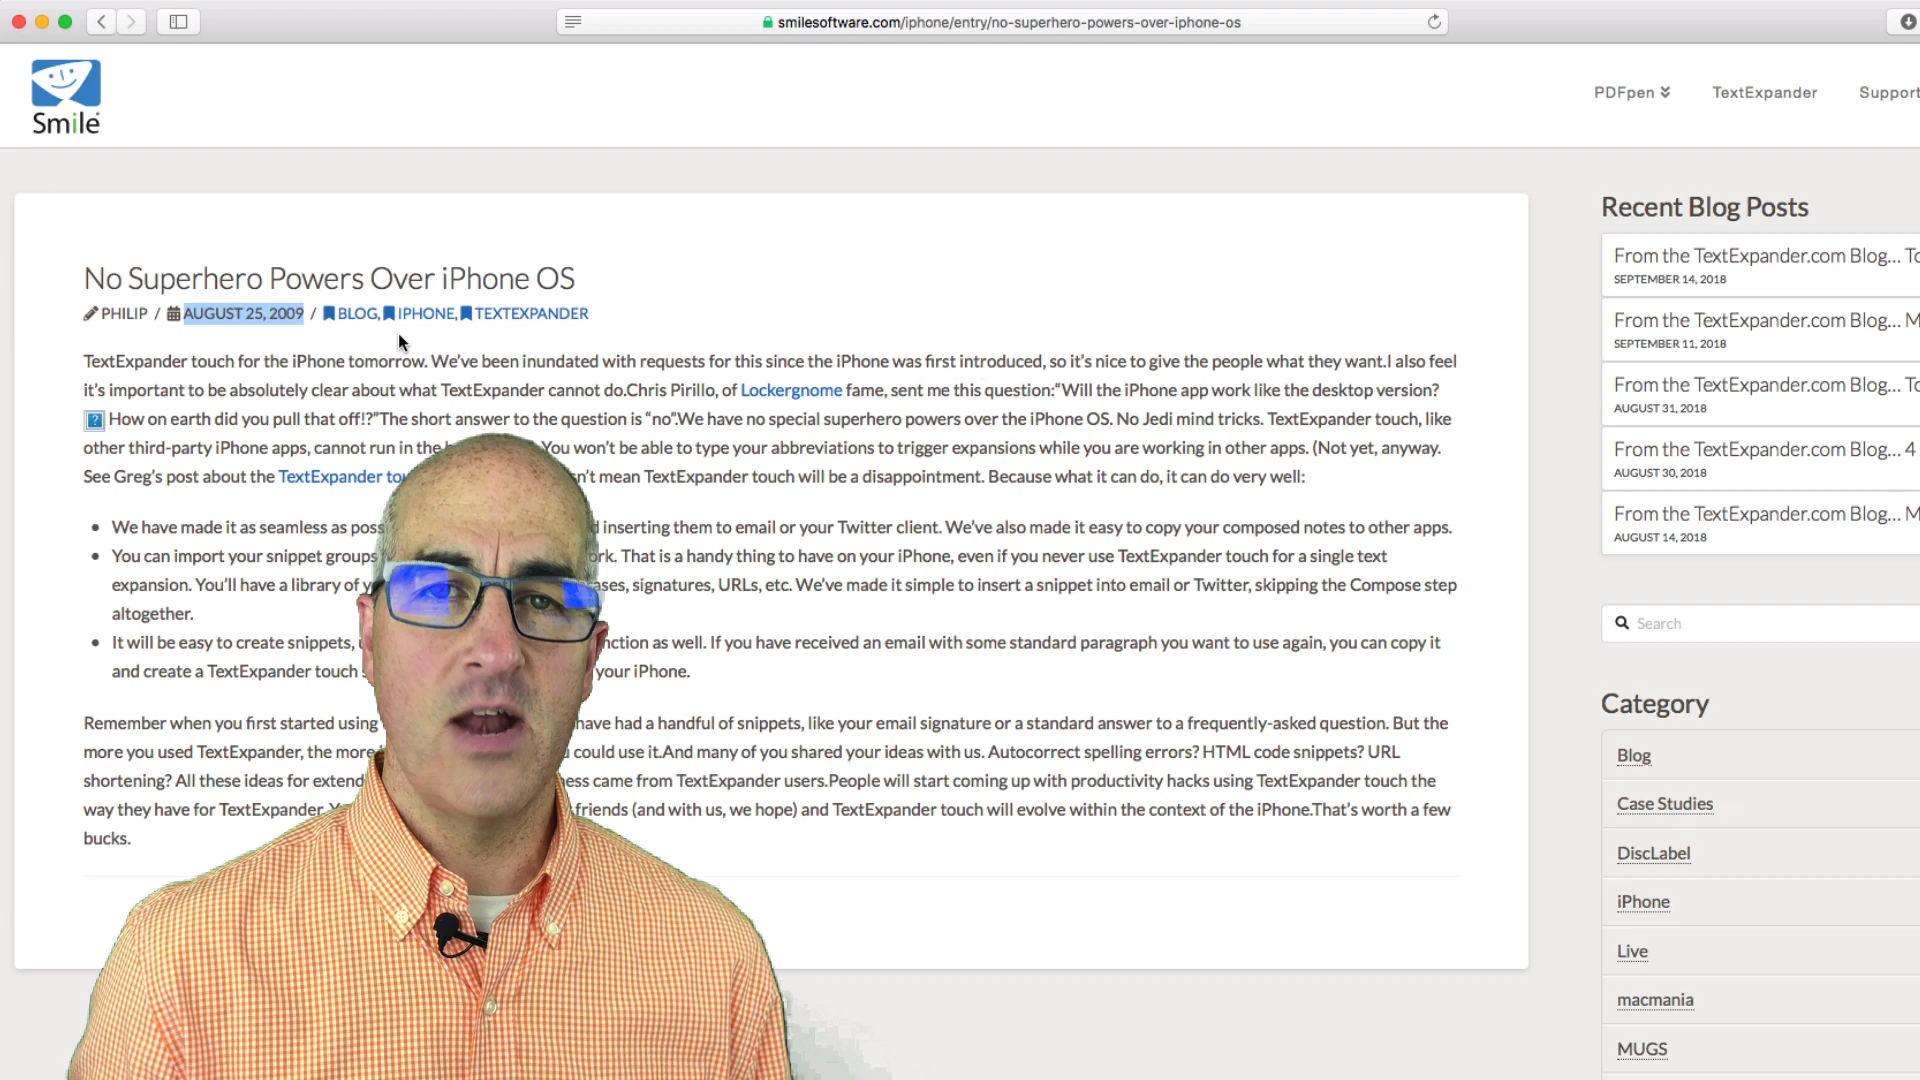 smilesoftware.com/iphone/entry/no-superhero-powers-over-iphone-os
Smile
PDFpen
TextExpander
Support
No Superhero Powers Over iPhone OS
PHILIP / AUGUST 25, 2009 / BLOG, IPHONE, TEXTEXPANDER
TextExpander touch for the iPhone tomorrow. We've been inundated with requests for this since the iPhone was first introduced, so it's nice to give the people what they want.I also feel
it's important to be absolutely clear about what TextExpander cannot do.Chris Pirillo, of Lockergnome fame, sent me this question:“Will the iPhone app work like the desktop version?
? How on earth did you pull that off!?”The short answer to the question is “no”.We have no special superhero powers over the iPhone OS. No Jedi mind tricks. TextExpander touch, like
other third-party iPhone apps, cannot run in the You won't be able to type your abbreviations to trigger expansions while you are working in other apps. (Not yet, anyway.
See Greg's post about the TextExpander mean TextExpander touch will be a disappointment. Because what it can do, it can do very well:
• We have made it as seamless as inserting them to email or your Twitter client. We've also made it easy to copy your composed notes to other apps.
• You can import your snippet groups That is a handy thing to have on your iPhone, even if you never use TextExpander touch for a single text
expansion. You'll have a library of signatures, URLs, etc. We've made it simple to insert a snippet into email or Twitter, skipping the Compose step
altogether.
• It will be easy to create snippets, as well. If you have received an email with some standard paragraph you want to use again, you can copy it
and create a TextExpander touch your iPhone.
Remember when you first started using have had a handful of snippets, like your email signature or a standard answer to a frequently-asked question. But the
more you used TextExpander, the more could use it.And many of you shared your ideas with us. Autocorrect spelling errors? HTML code snippets? URL
shortening? All these ideas for came from TextExpander users.People will start coming up with productivity hacks using TextExpander touch the
way they have for TextExpander. friends (and with us, we hope) and TextExpander touch will evolve within the context of the iPhone.That's worth a few
bucks.
Recent Blog Posts
From the TextExpander.com Blog...
SEPTEMBER 14, 2018
From the TextExpander.com Blog...
SEPTEMBER 11, 2018
From the TextExpander.com Blog...
AUGUST 31, 2018
From the TextExpander.com Blog... 4
AUGUST 30, 2018
From the TextExpander.com Blog...
AUGUST 14, 2018
Search
Category
Blog
Case Studies
DiscLabel
iPhone
Live
macmania
MUGS